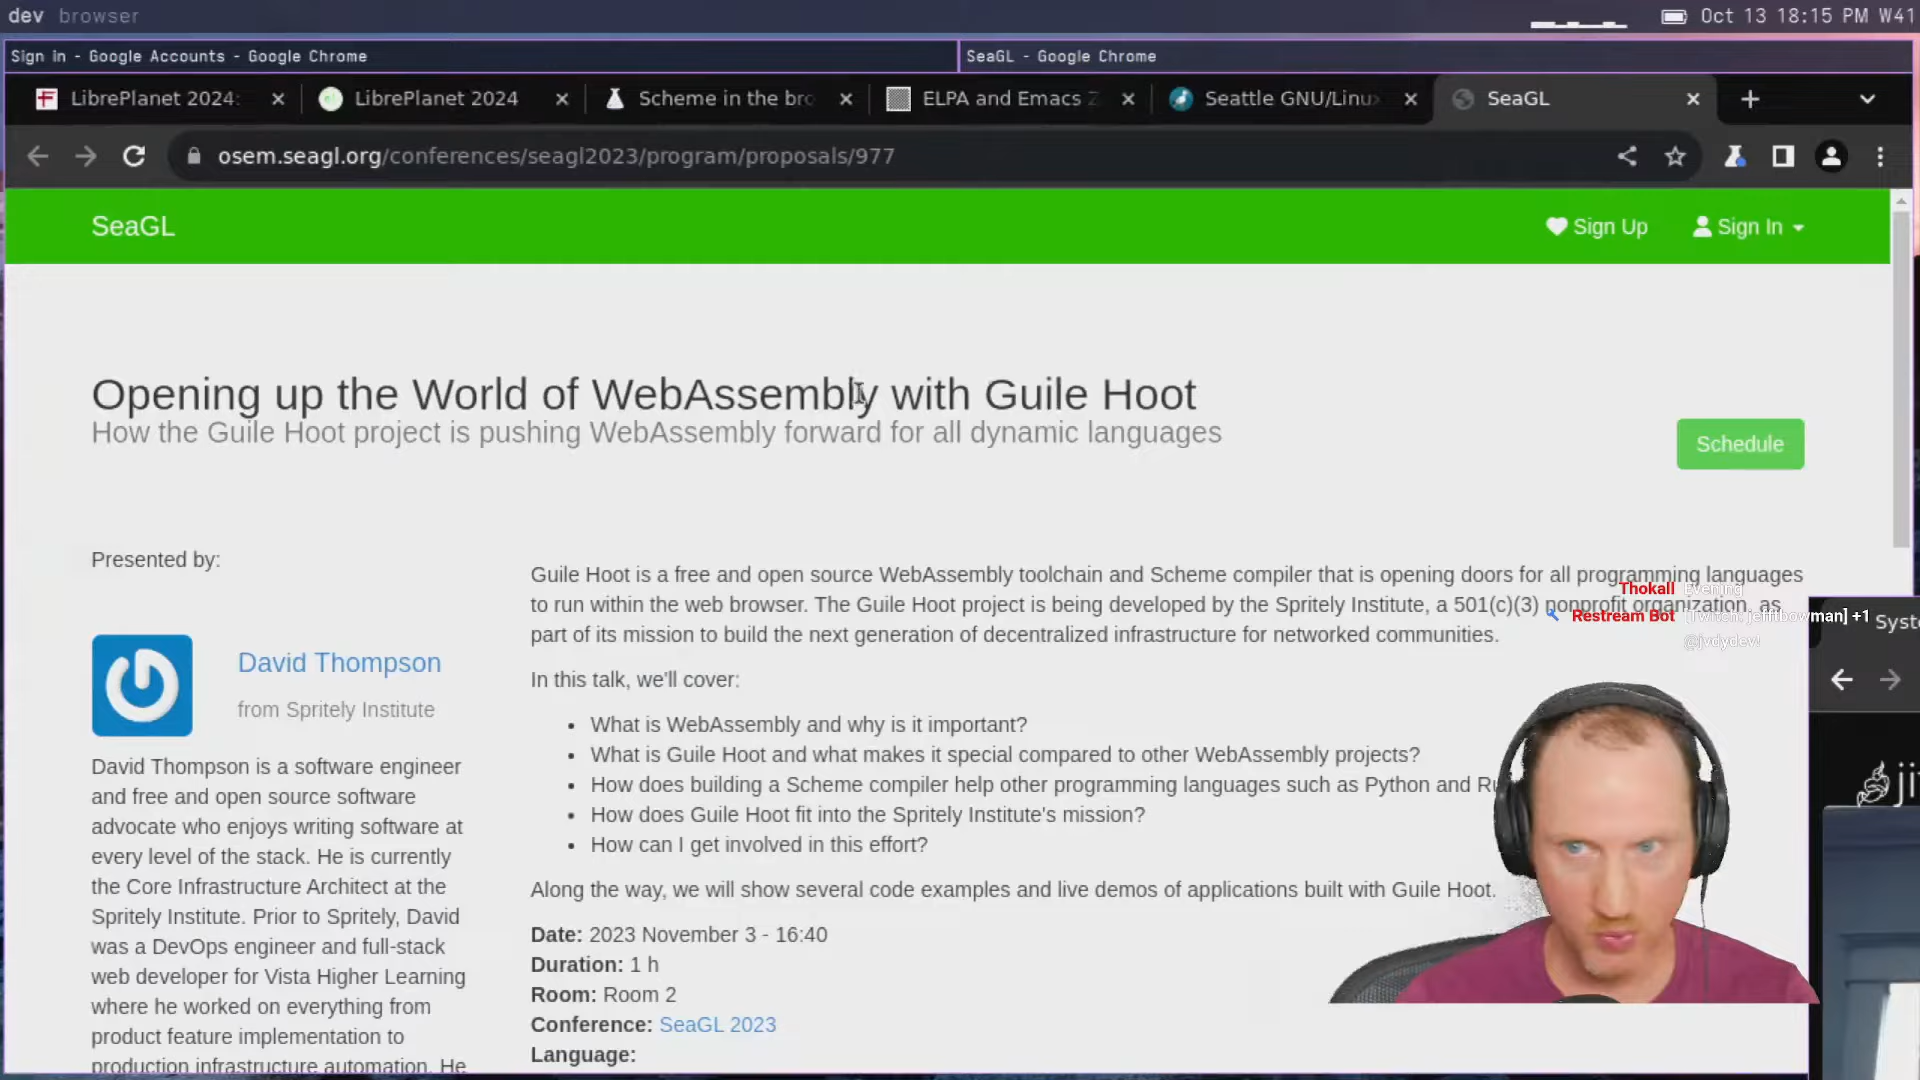 dev browser
Oct 13 18:15 PM W41
Sign in - Google Accounts - Google Chrome
SeaGL - Google Chrome
LibrePlanet 2024:
LibrePlanet 2024
Scheme in the bro
ELPA and Emacs Z
Seattle GNU/Linux
SeaGL
osem.seagl.org/conferences/seagl2023/program/proposals/977
SeaGL
Sign Up
Sign In
Opening up the World of WebAssembly with Guile Hoot
How the Guile Hoot project is pushing WebAssembly forward for all dynamic languages
Schedule
Presented by:
David Thompson
from Spritely Institute
David Thompson is a software engineer
and free and open source software
advocate who enjoys writing software at
every level of the stack. He is currently
the Core Infrastructure Architect at the
Spritely Institute. Prior to Spritely, David
was a DevOps engineer and full-stack
web developer for Vista Higher Learning
where he worked on everything from
product feature implementation to
production infrastructure automation. He
Guile Hoot is a free and open source WebAssembly toolchain and Scheme compiler that is opening doors for all programming languages
to run within the web browser. The Guile Hoot project is being developed by the Spritely Institute, a 501(c)(3) nonprofit organization, as
part of its mission to build the next generation of decentralized infrastructure for networked communities.
In this talk, we'll cover:
• What is WebAssembly and why is it important?
• What is Guile Hoot and what makes it special compared to other WebAssembly projects?
• How does building a Scheme compiler help other programming languages such as Python and Ru
• How does Guile Hoot fit into the Spritely Institute's mission?
• How can I get involved in this effort?
Along the way, we will show several code examples and live demos of applications built with Guile Hoot.
Date: 2023 November 3 - 16:40
Duration: 1 h
Room: Room 2
Conference: SeaGL 2023
Language:
Thokall Evening
Restream Bot [Twitch: jefftbowman] +1
@jvdydev!
Syst
jit